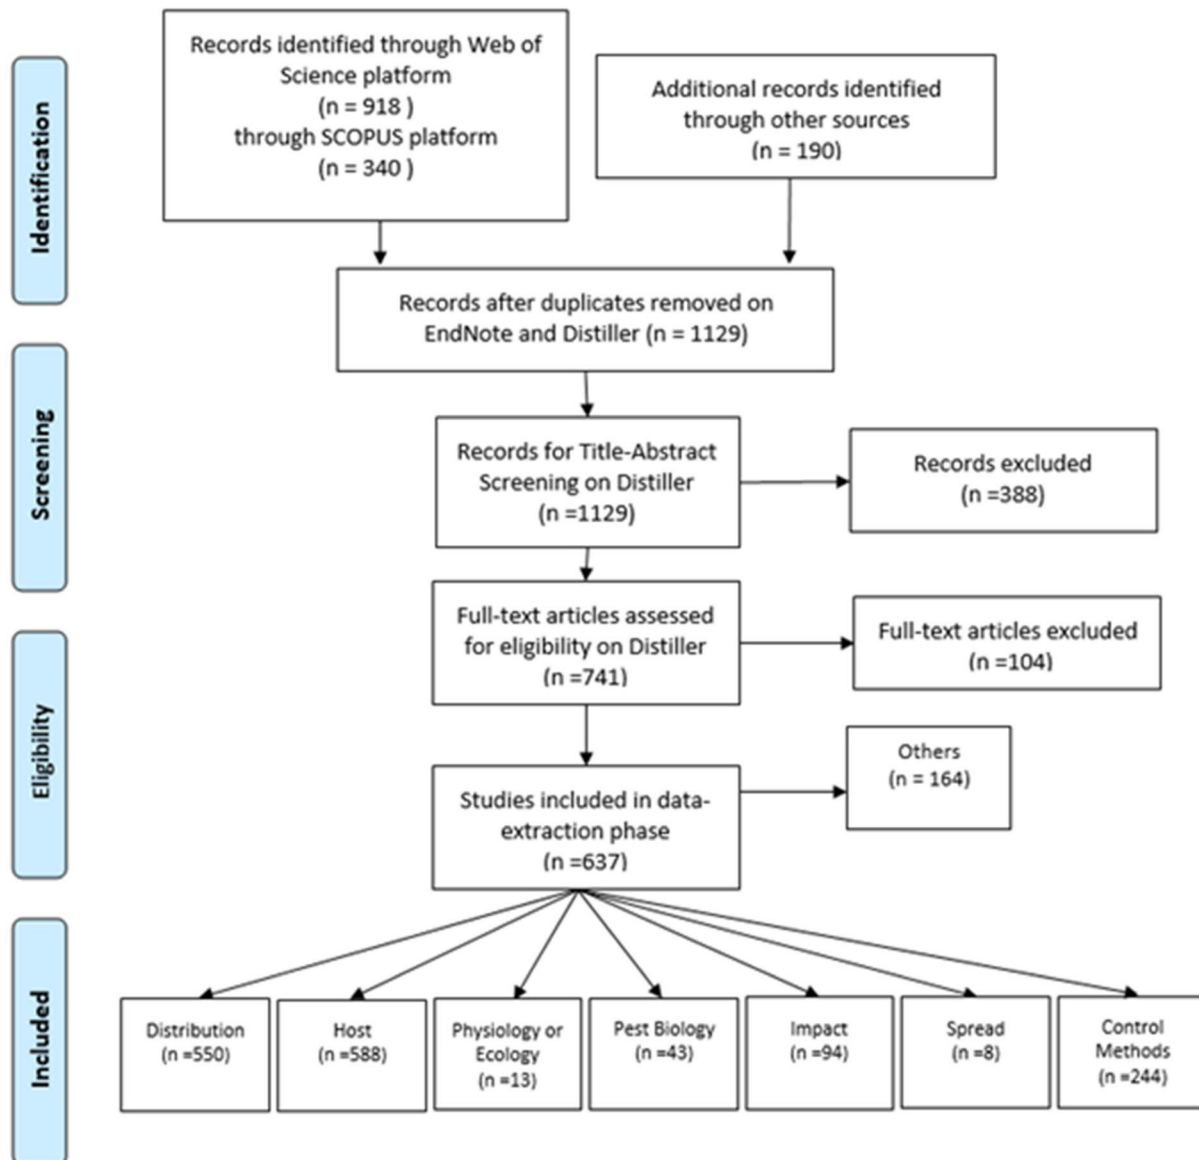 Identification
Records identified through Web of
Science platform
(n = 918 )
through SCOPUS platform
(n = 340 )
Additional records identified
through other sources
(n = 190)
Records after duplicates removed on
EndNote and Distiller (n = 1129)
Screening
Records for Title-Abstract
Screening on Distiller
(n =1129)
Records excluded
(n =388)
Eligibility
Full-text articles assessed
for eligibility on Distiller
(n =741)
Full-text articles excluded
(n =104)
Studies included in data-
extraction phase
(n =637)
Others
(n = 164)
Included
Distribution
(n =550)
Host
(n =588)
Physiology or
Ecology
(n =13)
Pest Biology
(n =43)
Impact
(n =94)
Spread
(n =8)
Control
Methods
(n =244)